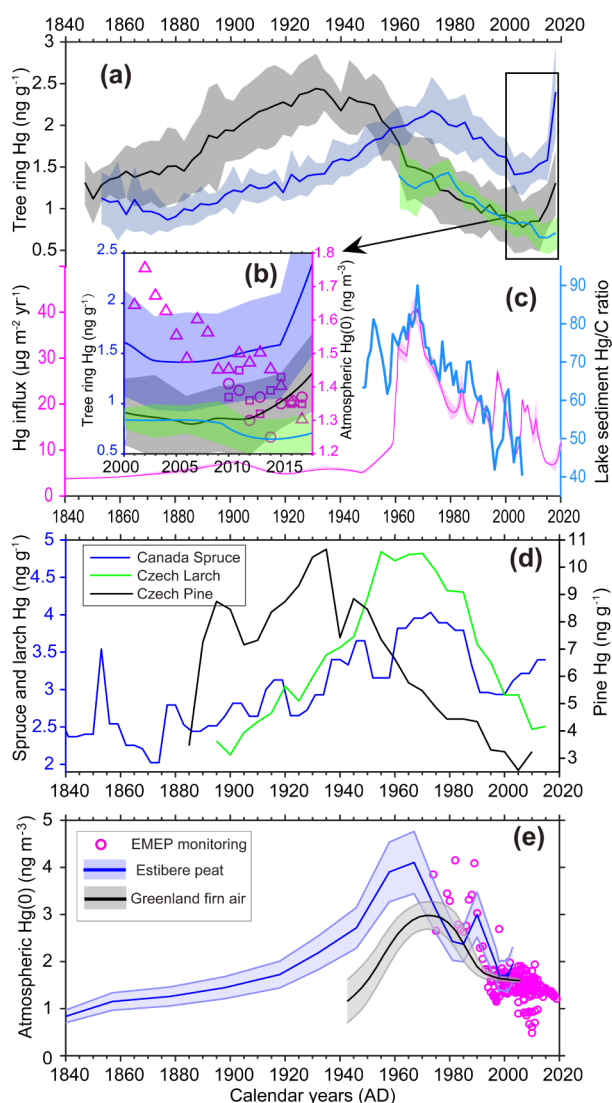 1840 1860 1880 1900 1920 1940 1960 1980 2000 2020
(a)
Tree ring Hg (ng g⁻¹)
3
2.5
2
1.5
1
0.5
(b)
Tree ring Hg (ng g⁻¹)
2.5
2
1.5
1
0.5
2000 2005 2010 2015
Atmospheric Hg(0) (ng m⁻³)
1.8
1.7
1.6
1.5
1.4
1.3
1.2
(c)
Hg influx (µg m⁻² yr⁻¹)
40
30
20
10
0
Lake sediment Hg/C ratio
90
80
70
60
50
40
1840 1860 1880 1900 1920 1940 1960 1980 2000 2020
(d)
Canada Spruce
Czech Larch
Czech Pine
Spruce and larch Hg (ng g⁻¹)
5
4.5
4
3.5
3
2.5
2
Pine Hg (ng g⁻¹)
11
10
9
8
7
6
5
4
3
1840 1860 1880 1900 1920 1940 1960 1980 2000 2020
(e)
EMEP monitoring
Estibere peat
Greenland firn air
Atmospheric Hg(0) (ng m⁻³)
5
4
3
2
1
0
1840 1860 1880 1900 1920 1940 1960 1980 2000 2020
Calendar years (AD)